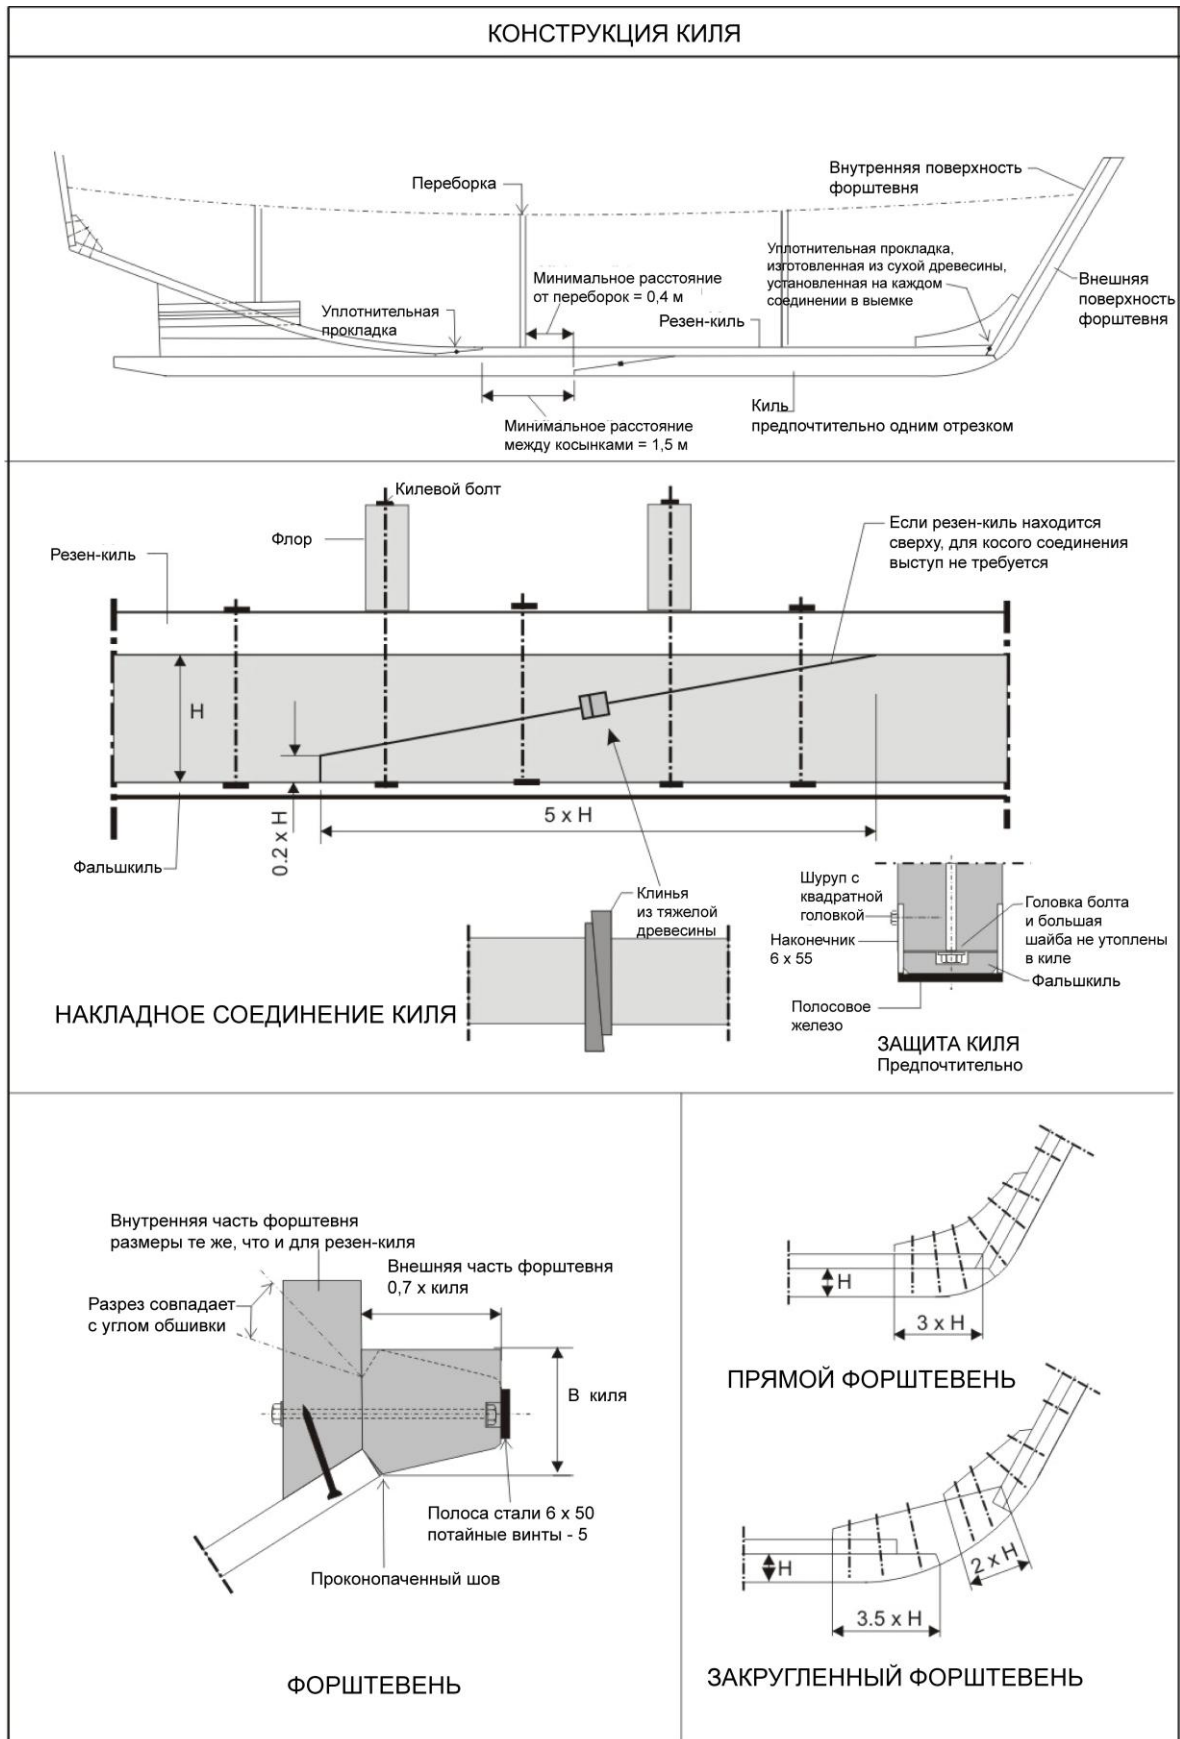 КОНСТРУКЦИЯ КИЛЯ
Переборка
Внутренняя поверхность
форштевня
Уплотнительная прокладка,
изготовленная из сухой древесины,
установленная на каждом
соединении в выемке
Внешняя
поверхность
форштевня
Минимальное расстояние
от переборок = 0,4 м
Уплотнительная
прокладка
Резен-киль
Киль
предпочтительно одним отрезком
Минимальное расстояние
между косынками = 1,5 м
Килевой болт
Флор
Резен-киль
Если резен-киль находится
сверху, для косого соединения
выступ не требуется
H
0.2 x H
5 x H
Фальшкиль
Клинья
из тяжелой
древесины
НАКЛАДНОЕ СОЕДИНЕНИЕ КИЛЯ
Шуруп с
квадратной
головкой
Наконечник
6 x 55
Полосовое
железо
Головка болта
и большая
шайба не утоплены
в киле
Фальшкиль
ЗАЩИТА КИЛЯ
Предпочтительно
Внутренняя часть форштевня
размеры те же, что и для резен-киля
Внешняя часть форштевня
0,7 x киля
Разрез совпадает
с углом обшивки
В киля
Полоса стали 6 x 50
потайные винты - 5
Проконопаченный шов
ФОРШТЕВЕНЬ
H
3 x H
ПРЯМОЙ ФОРШТЕВЕНЬ
H
2 x H
3.5 x H
ЗАКРУГЛЕННЫЙ ФОРШТЕВЕНЬ